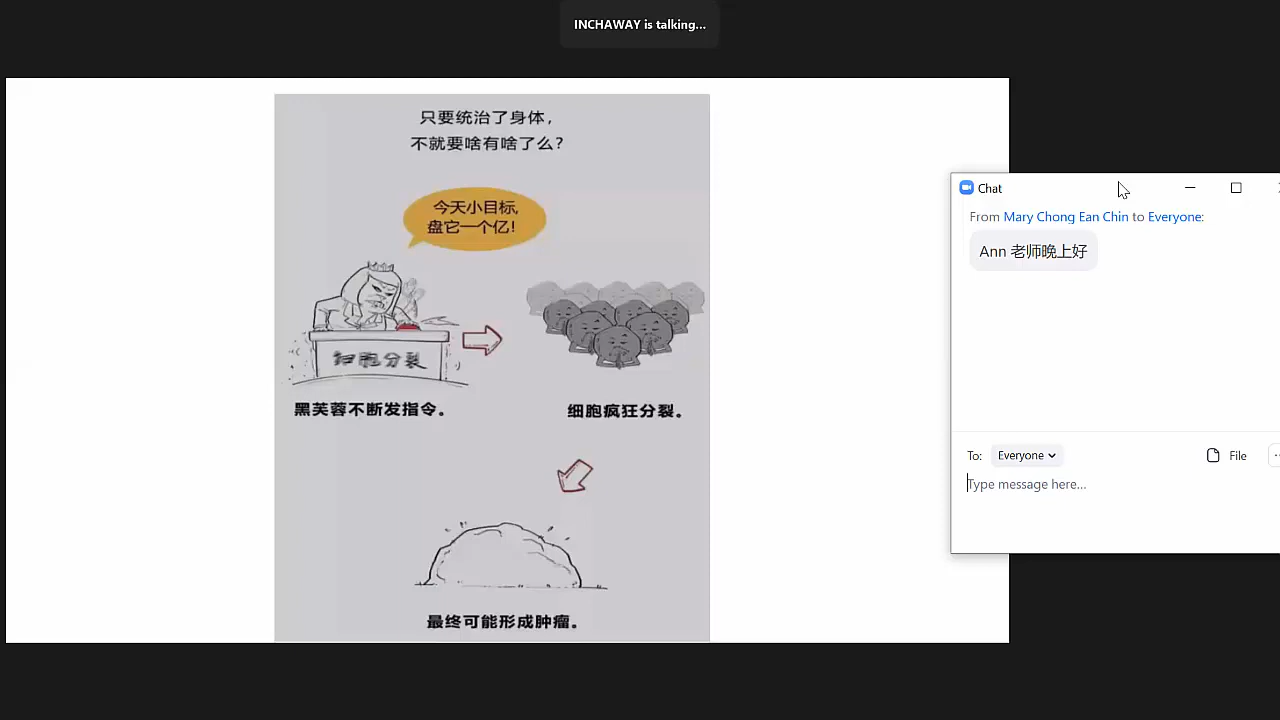 INCHAWAY is talking...
只要统治了身体，
不就要啥有啥了么？
今天小目标，
盘它一个亿！
细胞分裂
黑芙蓉不断发指令。
细胞疯狂分裂。
最终可能形成肿瘤。
Chat
From Mary Chong Ean Chin to Everyone:
Ann 老师晚上好
To: Everyone
File
Type message here...